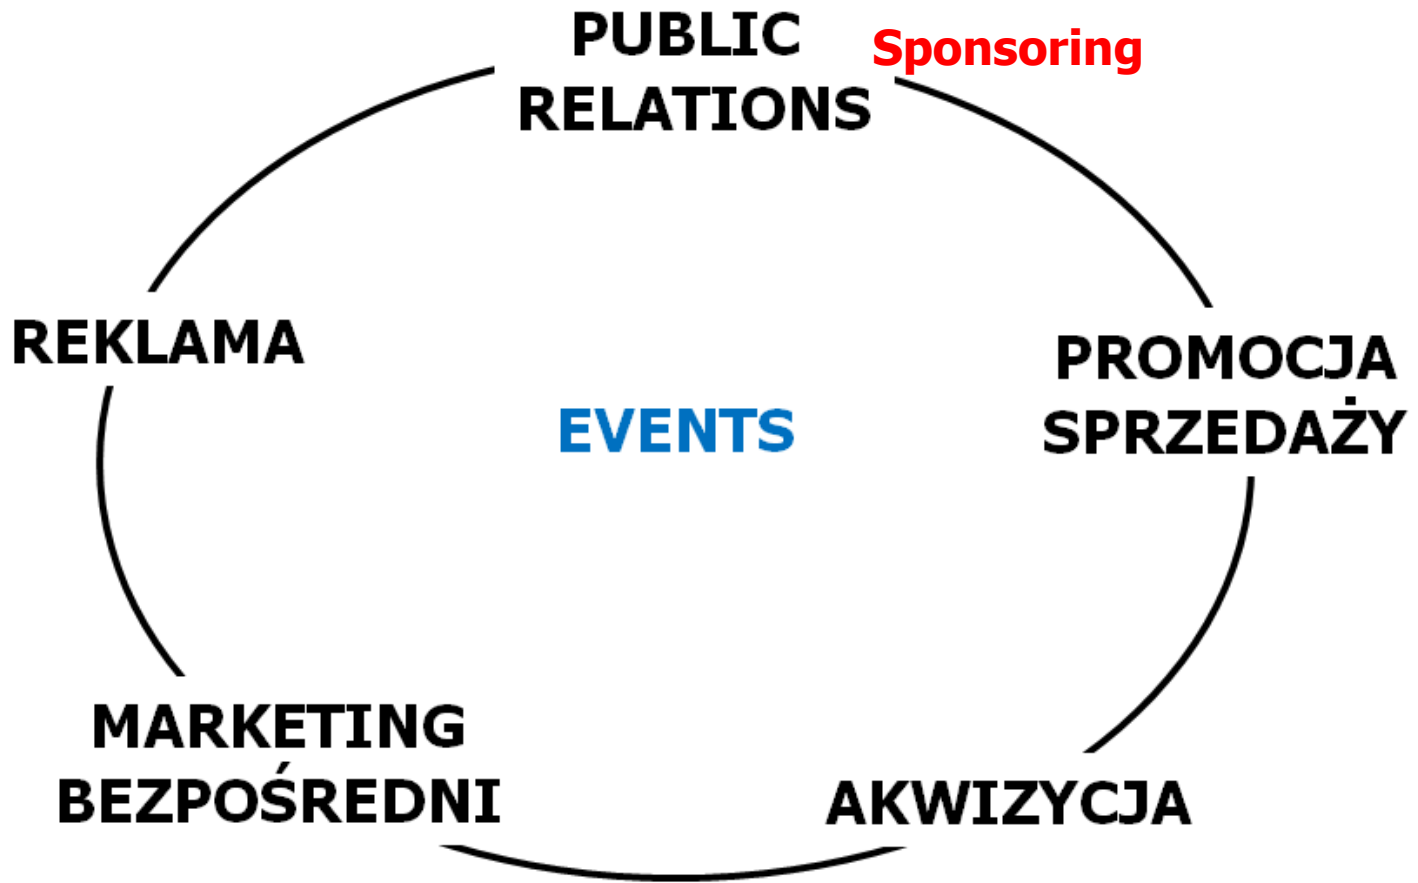 PUBLIC
RELATIONS
Sponsoring
REKLAMA
PROMOCJA
SPRZEDAŻY
EVENTS
MARKETING
BEZPOŚREDNI
AKWIZYCJA